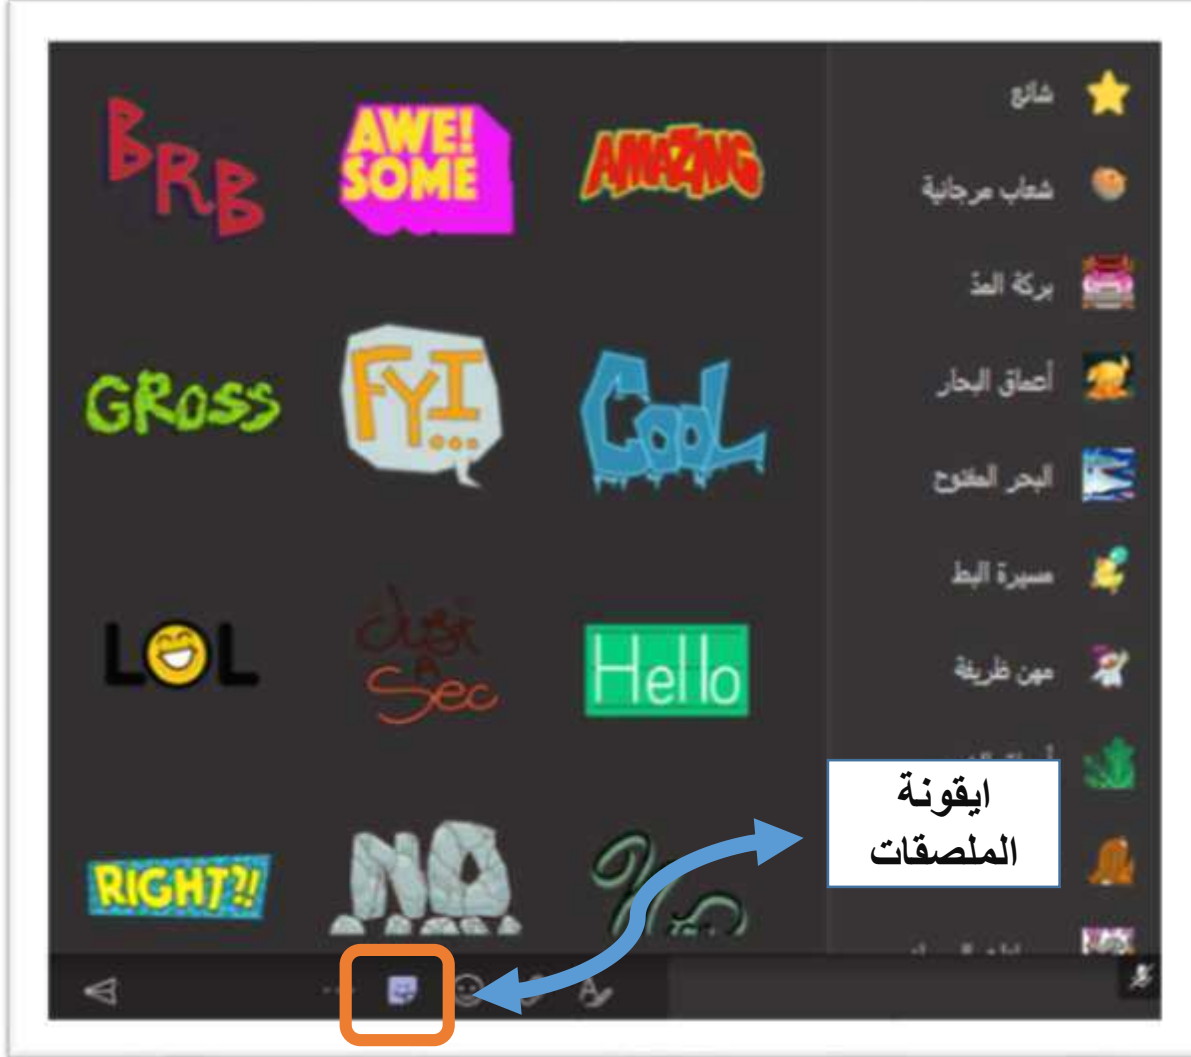 شائع
شعاب مرجانية
بركة المدّ
أعماق البحار
البحر المفتوح
مسيرة البط
مهن ظريفة
AMAZING
AWE!
SOME
BRB
COOL
FYI...
GROSS
Hello
Just
A
Sec
LOL
NO
RIGHT?!
ايقونة
الملصقات